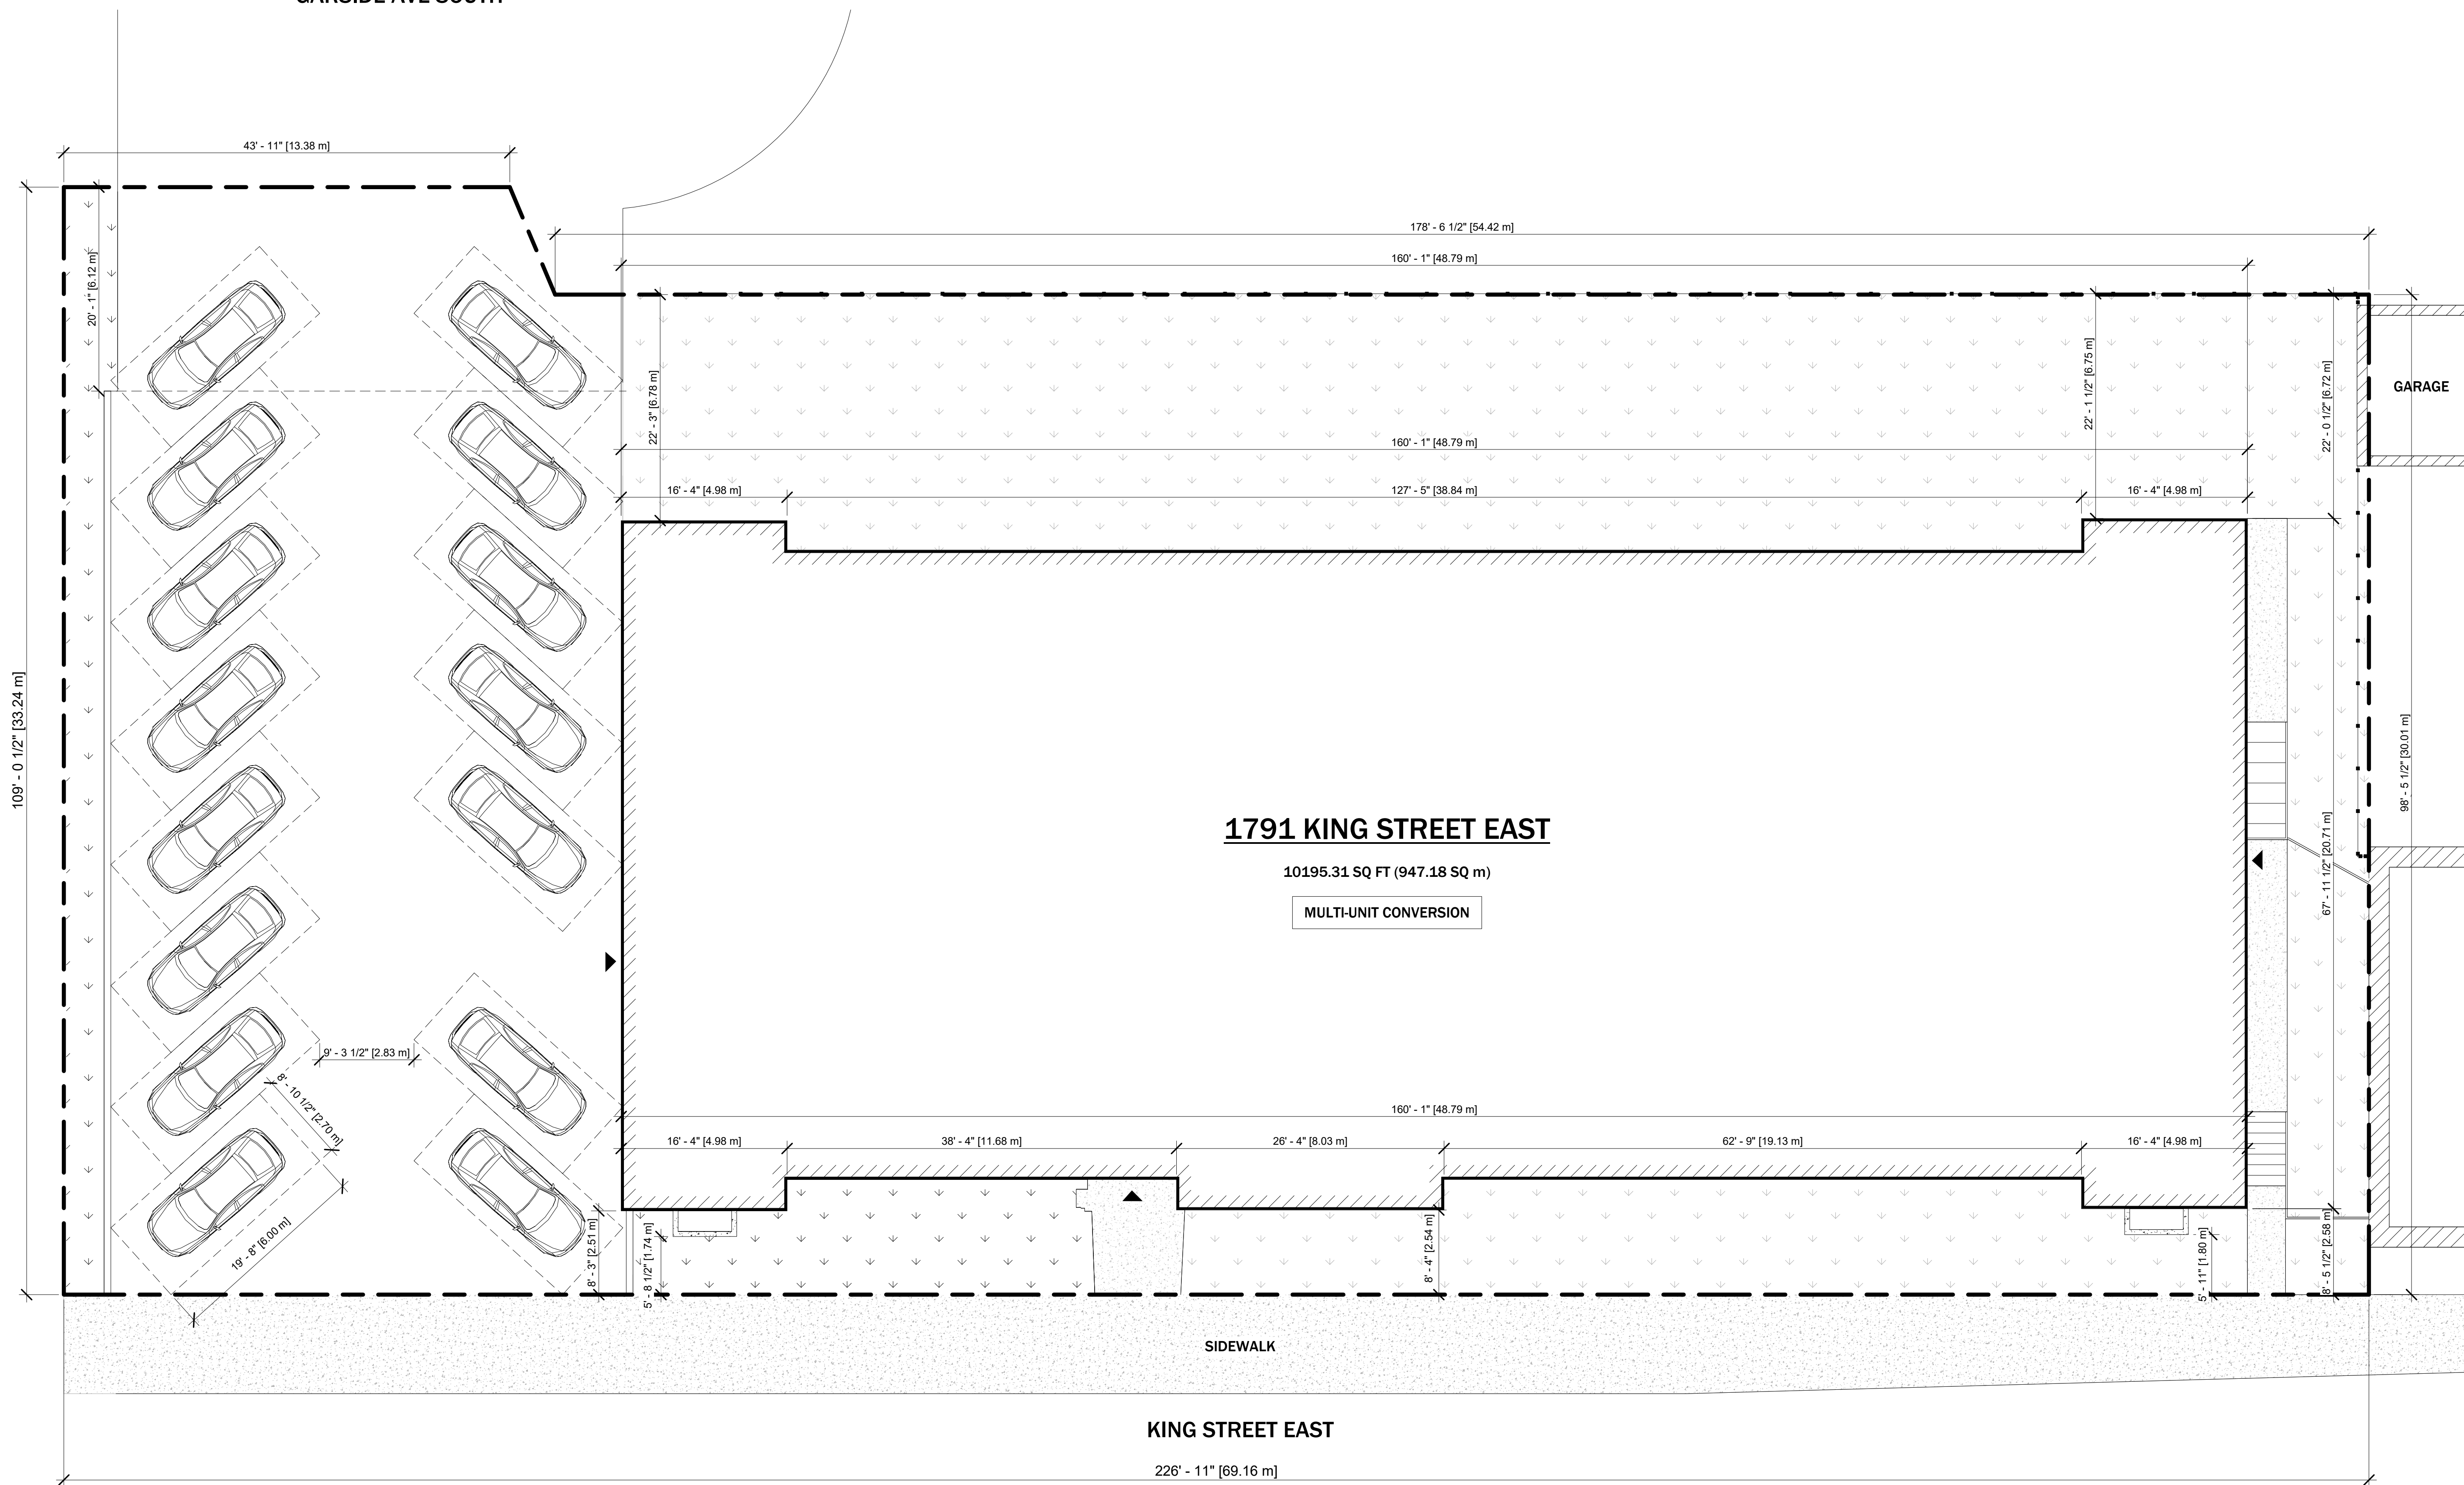 GARSIDE AVE SOUTH
43' - 11" [13.38 m]
178' - 6 1/2" [54.42 m]
160' - 1" [48.79 m]
20' - 1" [6.12 m]
22' - 3" [6.78 m]
22' - 1 1/2" [6.75 m]
22' - 0 1/2" [6.72 m]
GARAGE
160' - 1" [48.79 m]
16' - 4" [4.98 m]
127' - 5" [38.84 m]
16' - 4" [4.98 m]
109' - 0 1/2" [33.24 m]
98' - 5 1/2" [30.01 m]
1791 KING STREET EAST
10195.31 SQ FT (947.18 SQ m)
MULTI-UNIT CONVERSION
67' - 11 1/2" [20.71 m]
9' - 3 1/2" [2.83 m]
8' - 10 1/2" [2.70 m]
19' - 8" [6.00 m]
160' - 1" [48.79 m]
16' - 4" [4.98 m]
38' - 4" [11.68 m]
26' - 4" [8.03 m]
62' - 9" [19.13 m]
16' - 4" [4.98 m]
8' - 3" [2.51 m]
5' - 8 1/2" [1.74 m]
8' - 4" [2.54 m]
5' - 11" [1.80 m]
8' - 5 1/2" [2.58 m]
SIDEWALK
KING STREET EAST
226' - 11" [69.16 m]